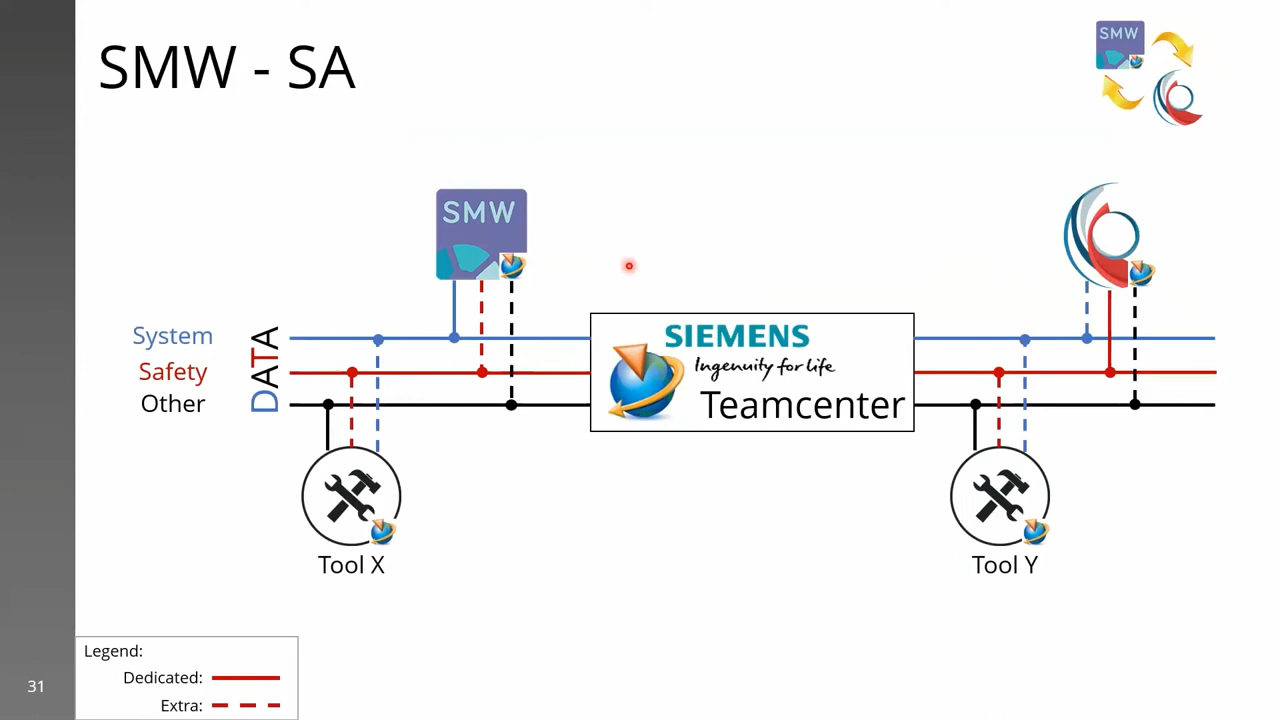 SMW - SA
SMW
SMW
System
Safety
Other
DATA
SIEMENS
Ingenuity for life
Teamcenter
Tool X
Tool Y
Legend:
Dedicated:
Extra:
31